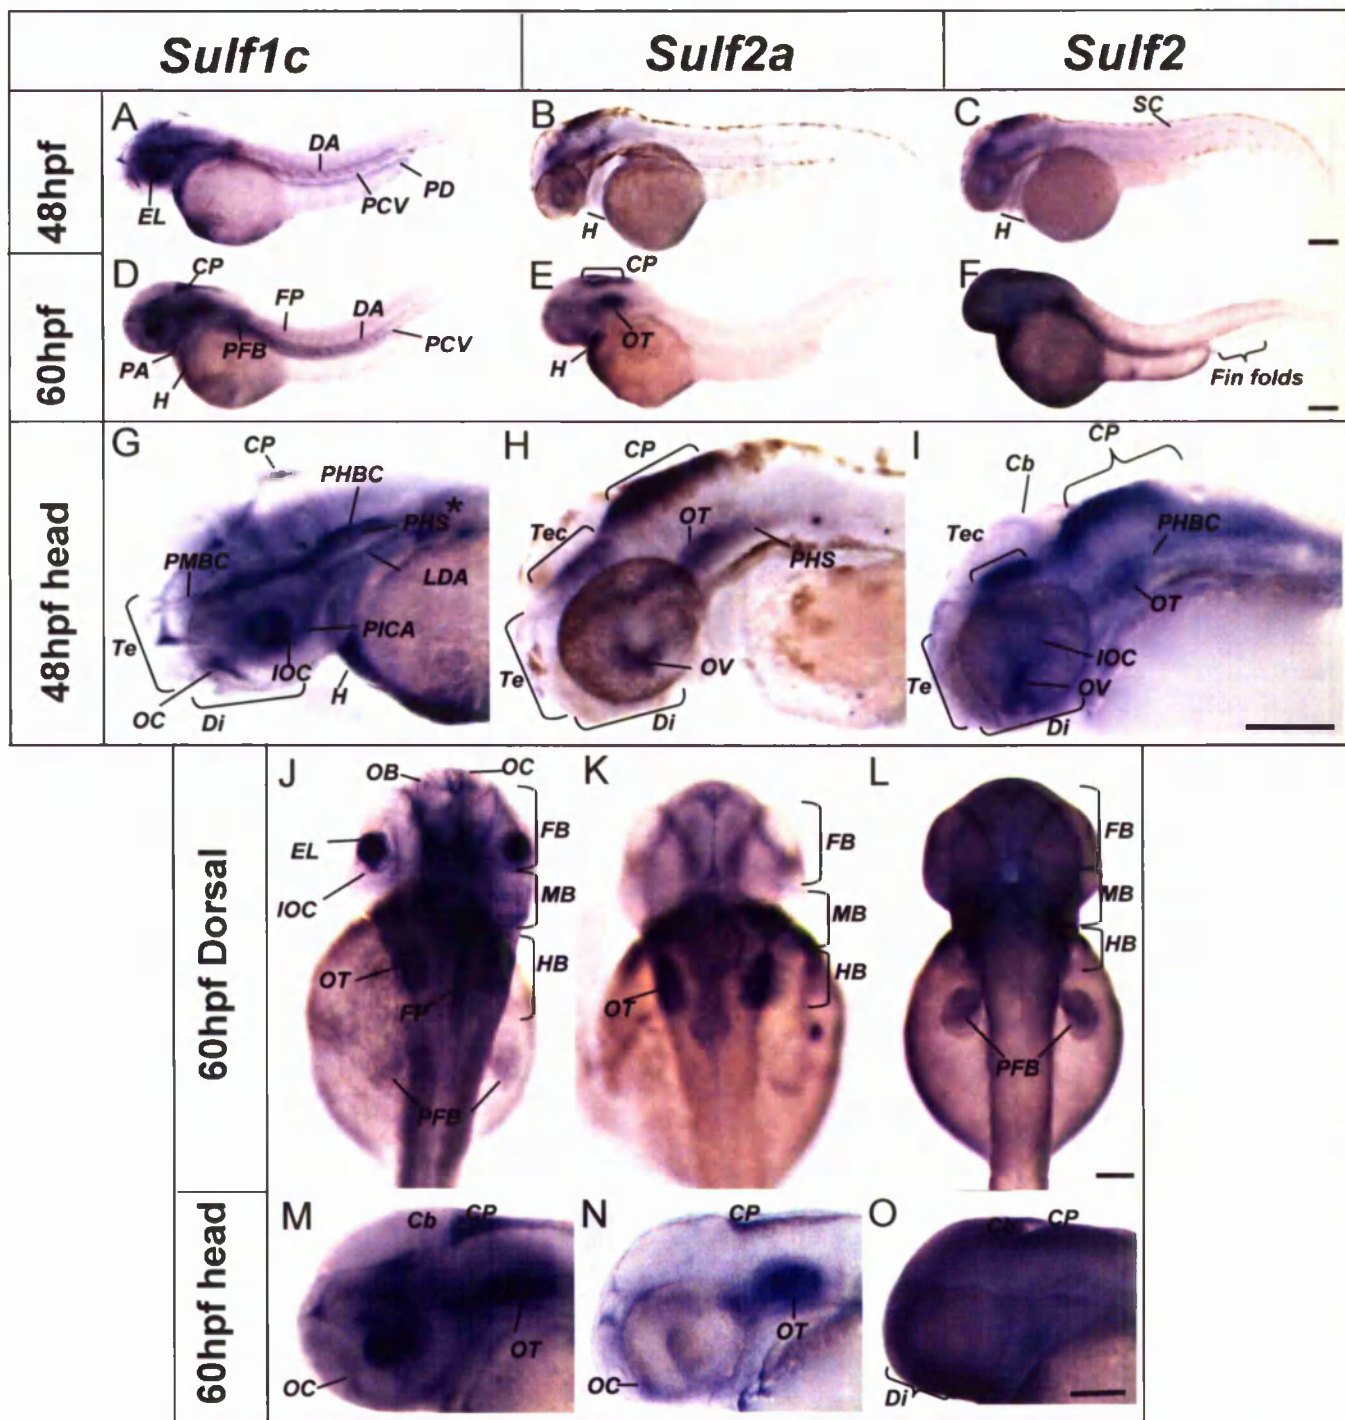 Sulf1c Sulf2a Sulf2
48hpf
A
DA
PD
PCV
EL
B
H
C
SC
H
60hpf
D
CP
FP
DA
PCV
PFB
PA
H
E
CP
OT
H
F
Fin folds
48hpf head
G
CP
PHBC
PHS*
PMBC
LDA
Te
PICA
IOC
H
OC
Di
H
CP
OT
Tec
PHS
Te
OV
Di
I
CP
Cb
Tec
PHBC
OT
IOC
Te
OV
Di
60hpf Dorsal
J
OB
OC
FB
EL
MB
IOC
HB
OT
FP
PFB
K
FB
MB
HB
OT
L
FB
MB
HB
PFB
60hpf head
M
Cb
CP
OT
OC
N
CP
OT
OC
O
Cb
CP
Di